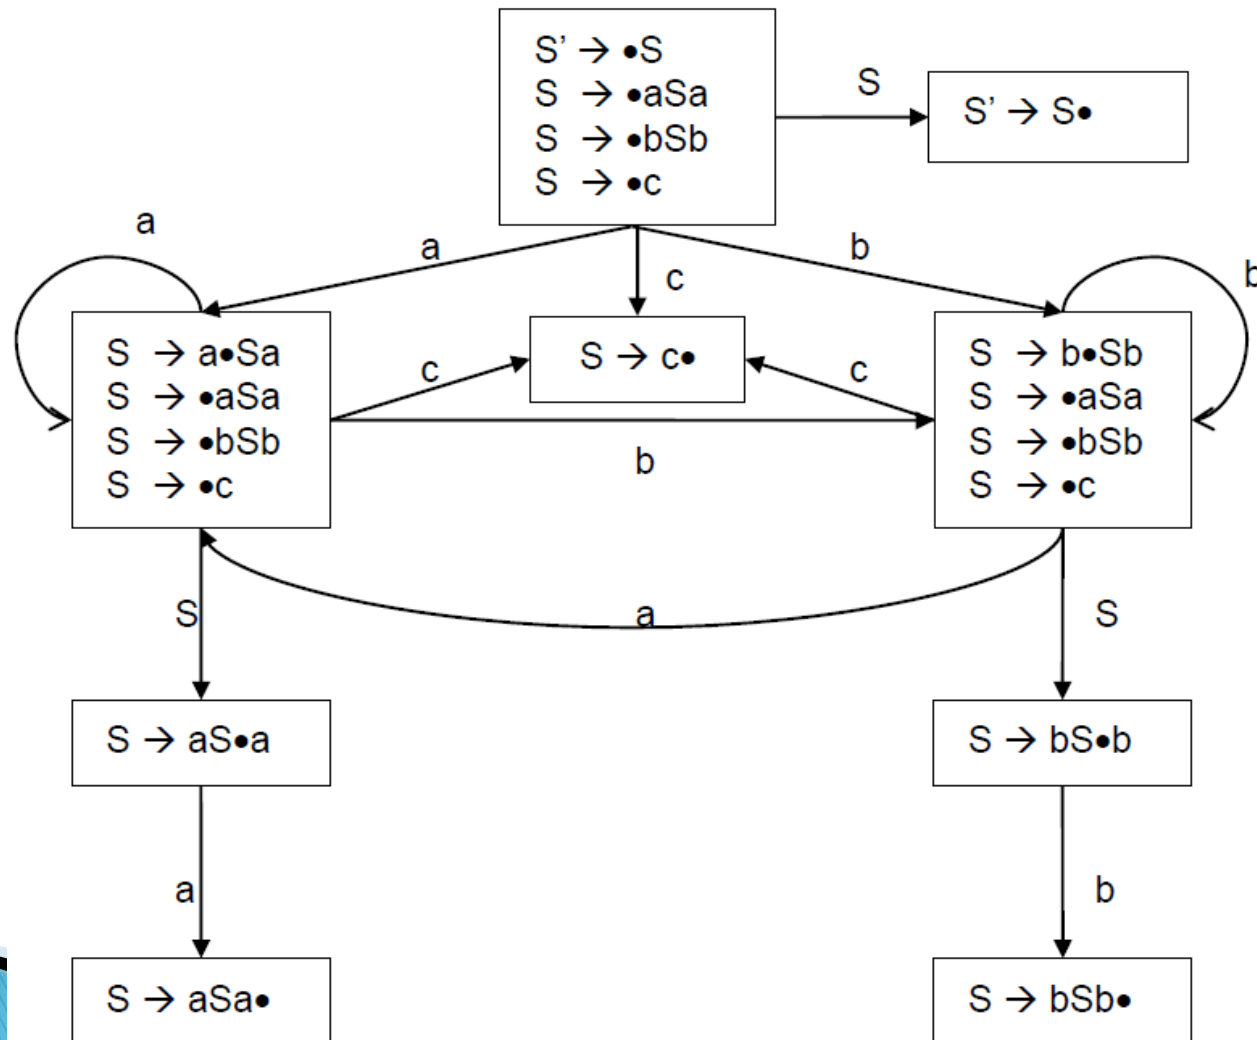 S' → •S
S → •aSa
S → •bSb
S → •c
S
S' → S•
a
a
c
b
b
S → a•Sa
S → •aSa
S → •bSb
S → •c
c
S → c•
c
b
S → b•Sb
S → •aSa
S → •bSb
S → •c
S
a
S
S → aS•a
S → bS•b
a
b
S → aSa•
S → bSb•